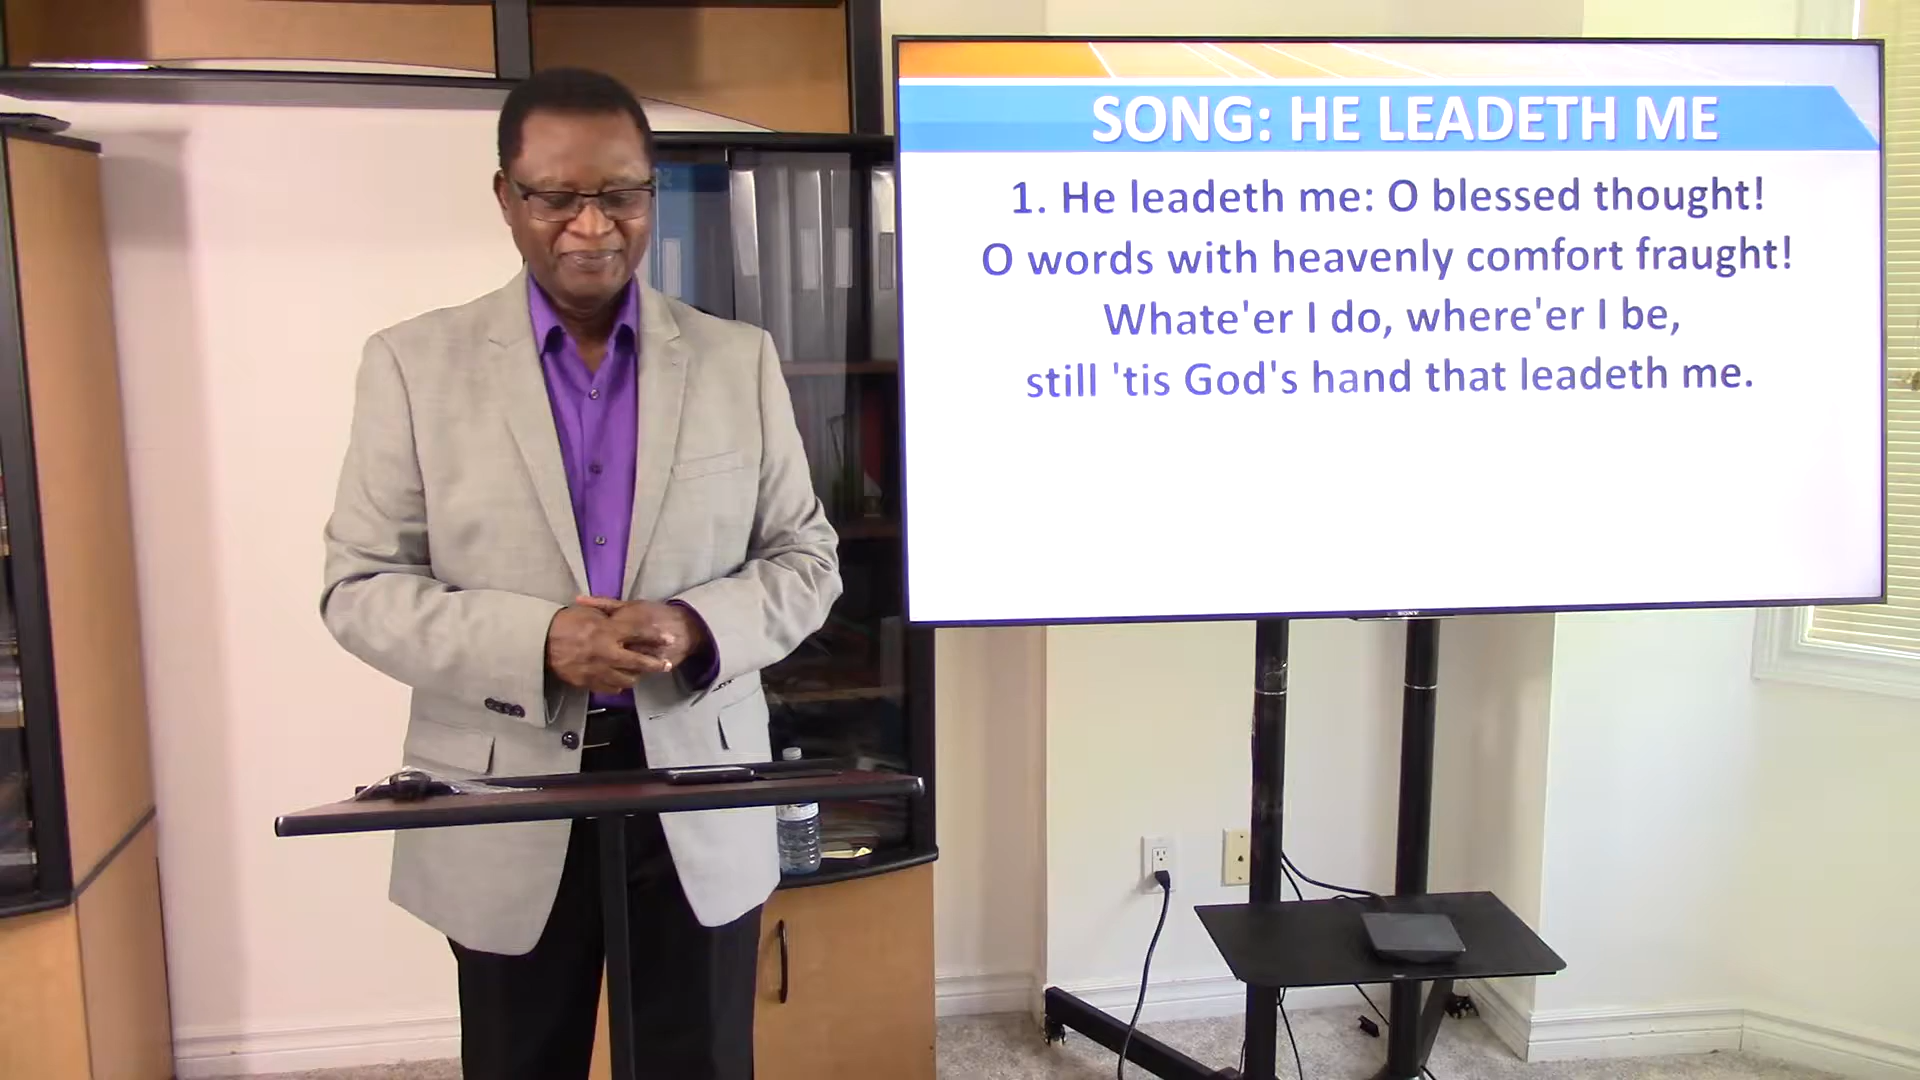 SONG: HE LEADETH ME
1. He leadeth me: O blessed thought!
O words with heavenly comfort fraught!
Whate'er I do, where'er I be,
still 'tis God's hand that leadeth me.
SONY